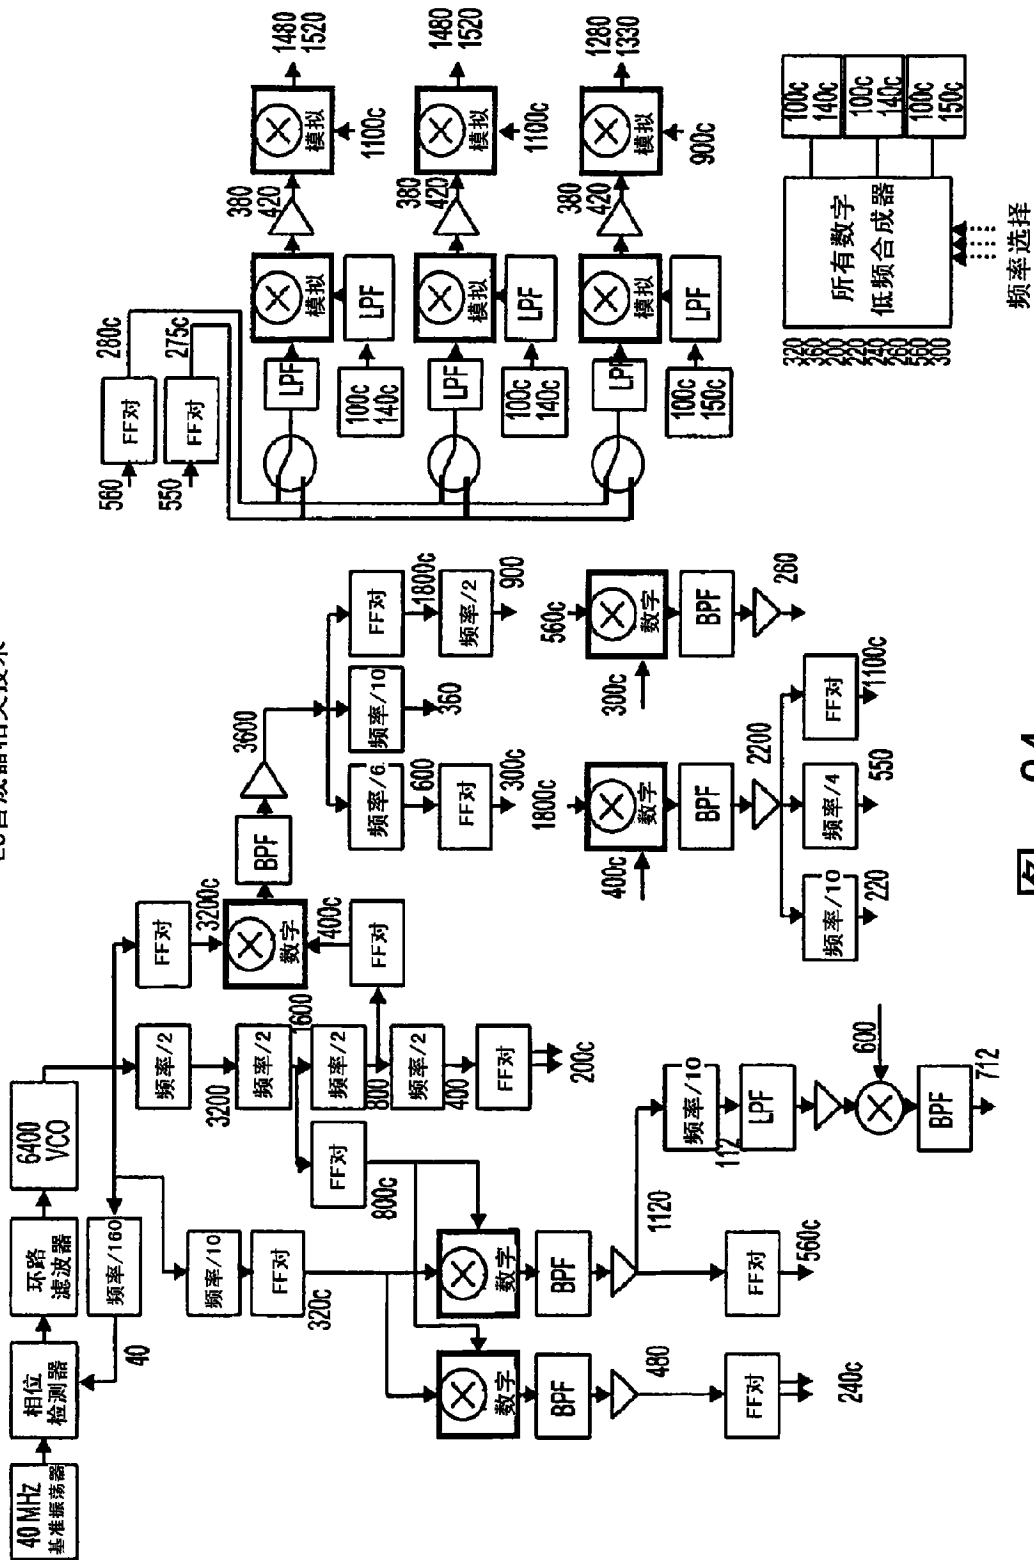 40 MHz
基准振荡器
相位
检测器
环路
滤波器
6400
VCO
频率/160
40
频率/10
FF对
320c
频率/2
3200
频率/2
1600
频率/2
800
频率/2
400
FF对
200c
FF对
800c
FF对
3200c
数字
400c
FF对
BPF
3600
频率/6
600
FF对
300c
频率/10
360
FF对
1800c
频率/2
900
数字
BPF
480
FF对
240c
数字
BPF
1120
FF对
560c
频率/10
112
LPF
600
BPF
712
1800c
400c
数字
BPF
2200
频率/10
220
频率/4
550
FF对
1100c
560c
300c
数字
BPF
260
560
FF对
280c
550
FF对
275c
LPF
模拟
LPF
100c
140c
380
420
模拟
1100c
1480
1520
LPF
模拟
LPF
100c
140c
380
420
模拟
1100c
1480
1520
LPF
模拟
LPF
100c
150c
380
420
模拟
900c
1280
1330
320
360
200
220
240
260
560
300
所有数字
低频合成器
频率选择
100c
140c
100c
140c
100c
150c